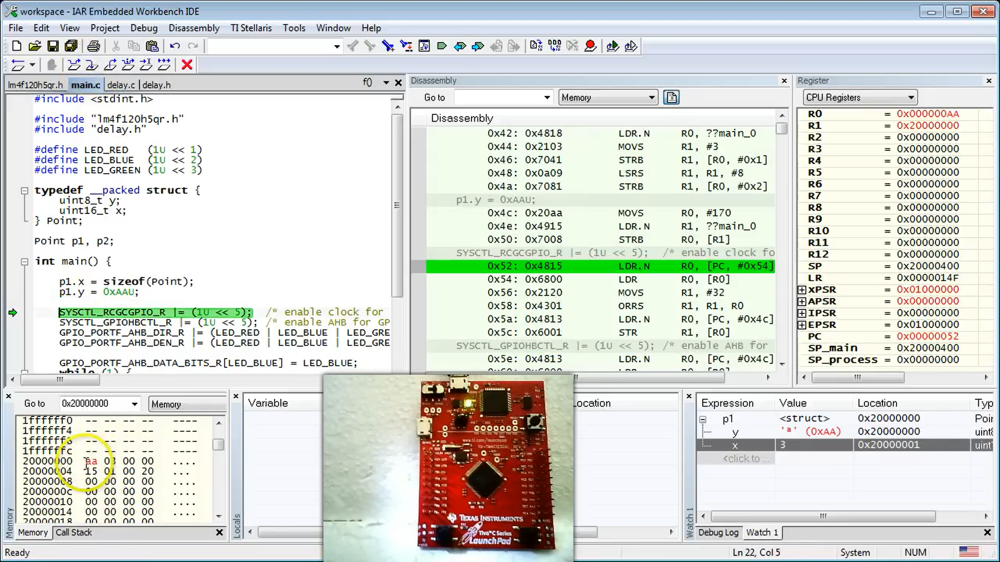 workspace - IAR Embedded Workbench IDE
File Edit View Project Debug Disassembly TI Stellaris Tools Window Help
lm4f120h5qr.h main.c delay.c delay.h f()
#include <stdint.h>
#include "lm4f120h5qr.h"
#include "delay.h"
#define LED_RED (1U << 1)
#define LED_BLUE (1U << 2)
#define LED_GREEN (1U << 3)
typedef __packed struct {
uint8_t y;
uint16_t x;
} Point;
Point p1, p2;
int main() {
p1.x = sizeof(Point);
p1.y = 0xAAU;
SYSCTL_RCGCGPIO_R |= (1U << 5); /* enable clock for
SYSCTL_GPIOHBCTL_R |= (1U << 5); /* enable AHB for GP
GPIO_PORTF_AHB_DIR_R |= (LED_RED | LED_BLUE | LED_GRE
GPIO_PORTF_AHB_DEN_R |= (LED_RED | LED_BLUE | LED_GRE
GPIO_PORTF_AHB_DATA_BITS_R[LED_BLUE] = LED_BLUE;
while (1) {
Disassembly
Go to Memory
Disassembly
0x42: 0x4818 LDR.N R0, ??main_0
0x44: 0x2103 MOVS R1, #3
0x46: 0x7041 STRB R1, [R0, #0x1]
0x48: 0x0a09 LSRS R1, R1, #8
0x4a: 0x7081 STRB R1, [R0, #0x2]
p1.y = 0xAAU;
0x4c: 0x20aa MOVS R0, #170
0x4e: 0x4915 LDR.N R1, ??main_0
0x50: 0x7008 STRB R0, [R1]
SYSCTL_RCGCGPIO_R |= (1U << 5); /* enable clock fo
0x52: 0x4815 LDR.N R0, [PC, #0x54]
0x54: 0x6800 LDR R0, [R0]
0x56: 0x2120 MOVS R1, #32
0x58: 0x4301 ORRS R1, R1, R0
0x5a: 0x4813 LDR.N R0, [PC, #0x4c]
0x5c: 0x6001 STR R1, [R0]
SYSCTL_GPIOHBCTL_R |= (1U << 5); /* enable AHB for
0x5e: 0x4813 LDR.N R0, [PC, #0x4c]
Register
CPU Registers
R0 = 0x000000AA
R1 = 0x20000000
R2 = 0x00000000
R3 = 0x00000000
R4 = 0x00000000
R5 = 0x00000000
R6 = 0x00000000
R7 = 0x00000000
R8 = 0x00000000
R9 = 0x00000000
R10 = 0x00000000
R11 = 0x00000000
R12 = 0x00000000
SP = 0x20000400
LR = 0x0000014F
xPSR = 0x01000000
APSR = 0x00000000
IPSR = 0x00000000
EPSR = 0x01000000
PC = 0x00000052
SP_main = 0x20000400
SP_process = 0x00000000
Go to 0x20000000 Memory
1ffffff0 -- -- -- -- ----
1ffffff4 -- -- -- -- ----
1ffffff8 -- -- -- -- ----
1ffffffc -- -- -- -- ----
20000000 aa 03 00 00 ....
20000004 15 01 00 20 ...
20000008 00 00 00 00 ....
2000000c 00 00 00 00 ....
20000010 00 00 00 00 ....
20000014 00 00 00 00 ....
20000018 00 00 00 00 ....
Memory
Memory Call Stack
Variable ocation
Locals
www.ti.com/launchpad
TEXAS INSTRUMENTS
Tiva C Series
LaunchPad
Expression Value Location Typ
p1 <struct> 0x20000000 Poi
y 'a' (0xAA) 0x20000000 uint
x 3 0x20000001 uint
<click to ...
Watch 1
Debug Log Watch 1
Ready Ln 22, Col 5 System NUM